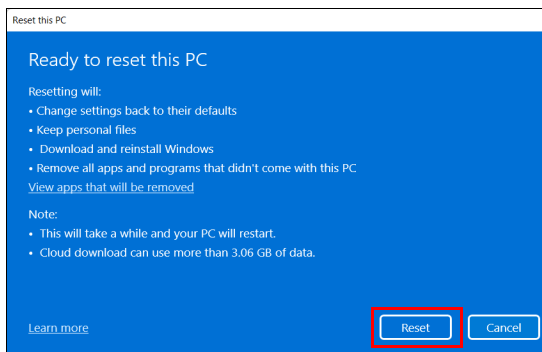 Reset this PC
Ready to reset this PC
Resetting will:
• Change settings back to their defaults
• Keep personal files
• Download and reinstall Windows
• Remove all apps and programs that didn't come with this PC
View apps that will be removed
Note:
• This will take a while and your PC will restart.
• Cloud download can use more than 3.06 GB of data.
Learn more
Reset
Cancel